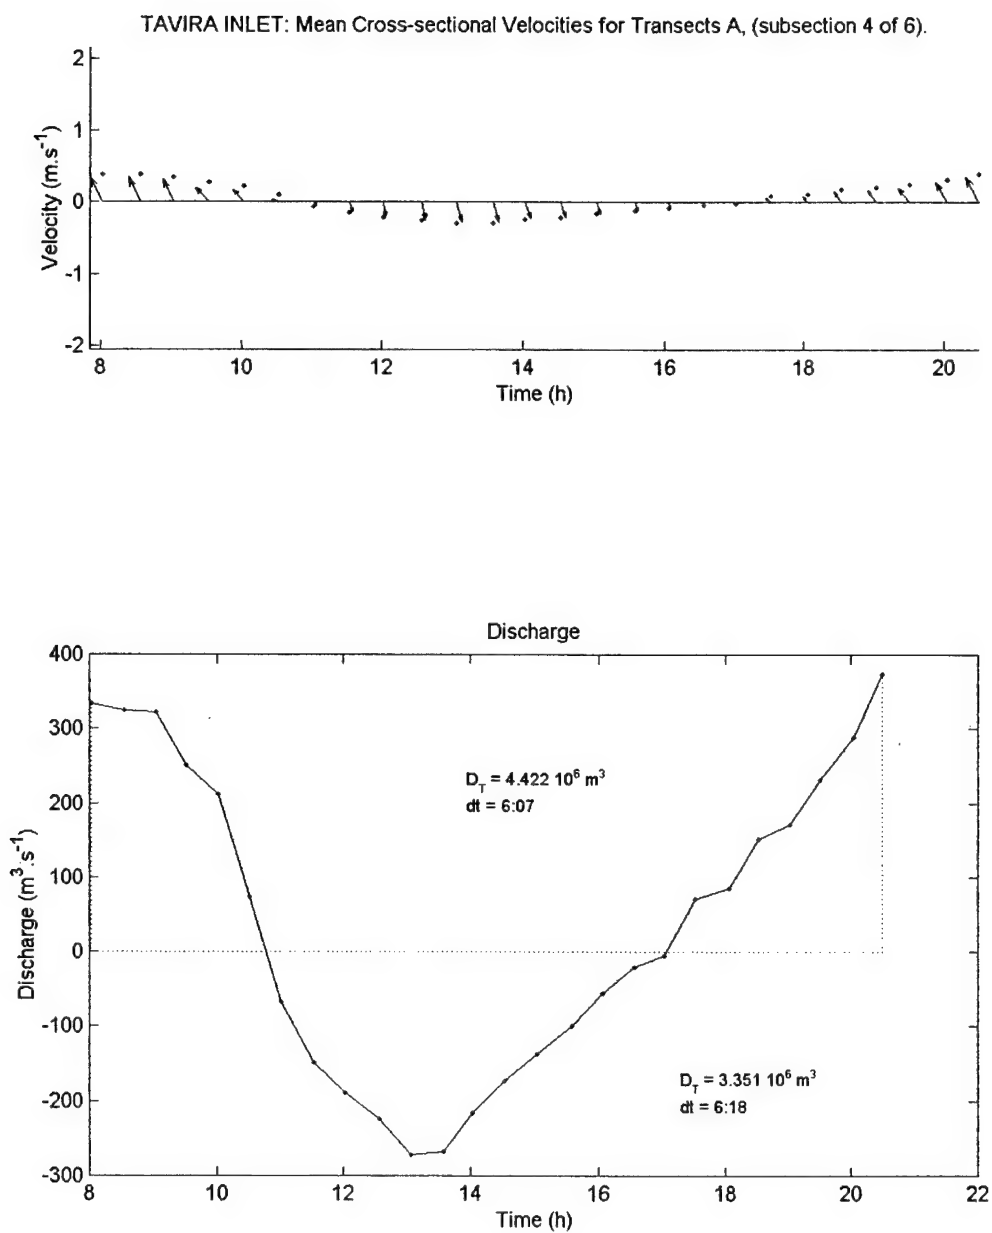 TAVIRA INLET: Mean Cross-sectional Velocities for Transects A, (subsection 4 of 6).
2
1
0
-1
-2
Velocity (m.s⁻¹)
8 10 12 14 16 18 20
Time (h)
Discharge
400
300
200
100
0
-100
-200
-300
Discharge (m³.s⁻¹)
D_T = 4.422 10⁶ m³
dt = 6:07
D_T = 3.351 10⁶ m³
dt = 6:18
8 10 12 14 16 18 20 22
Time (h)